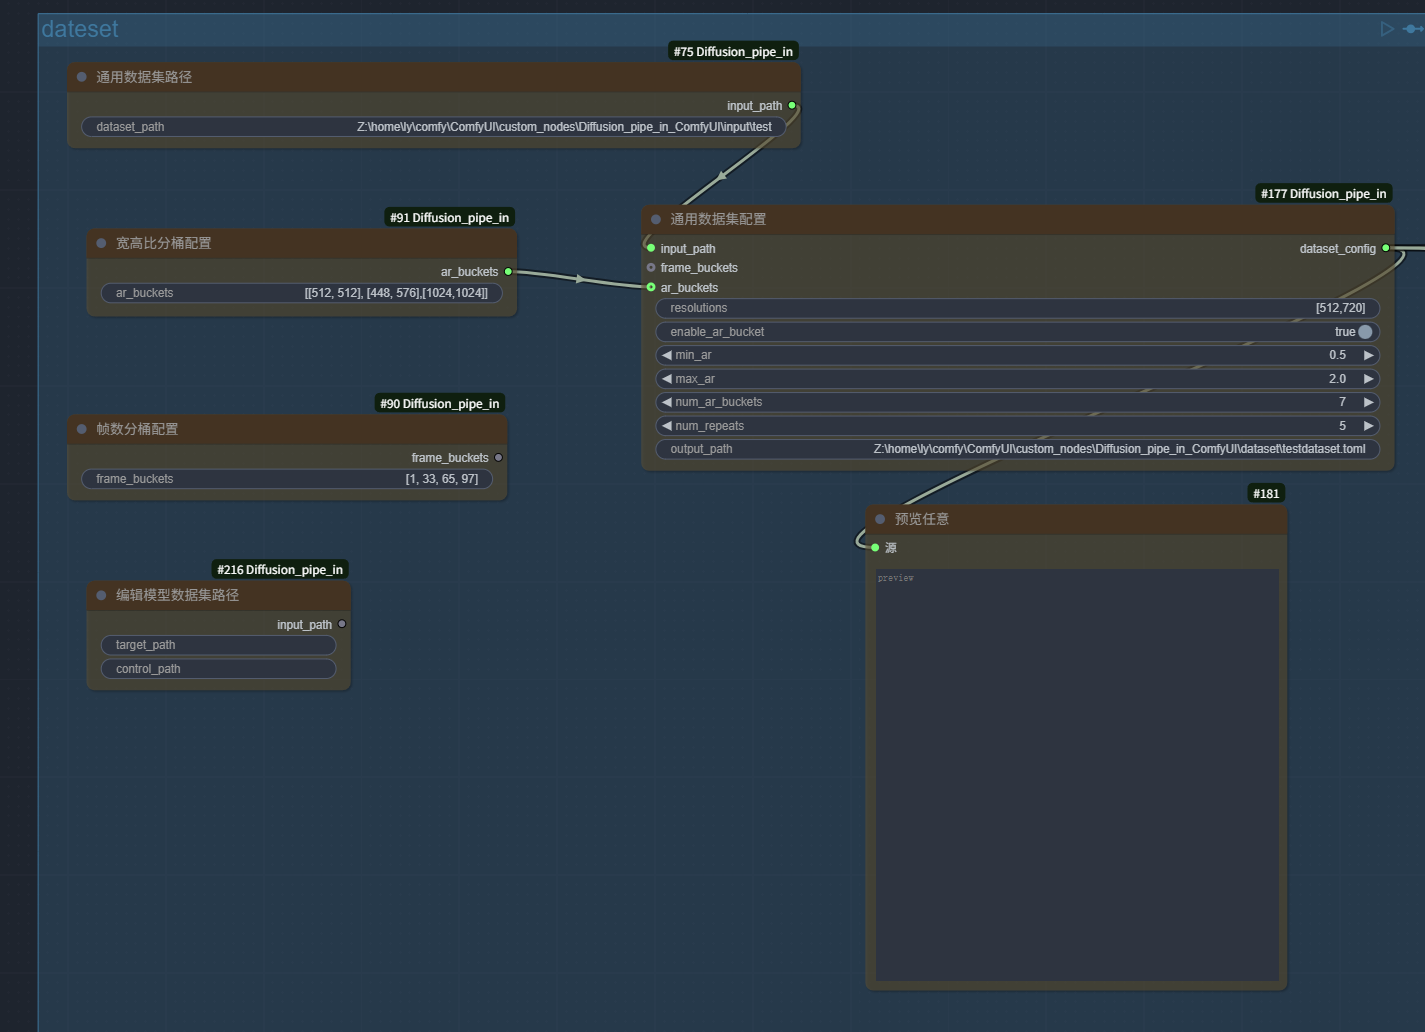 dateset
#75 Diffusion_pipe_in
通用数据集路径
input_path
dataset_path Z:\home\ly\comfy\ComfyUI\custom_nodes\Diffusion_pipe_in_ComfyUI\input\test
#91 Diffusion_pipe_in
宽高比分桶配置
ar_buckets
ar_buckets [[512, 512], [448, 576],[1024,1024]]
#177 Diffusion_pipe_in
通用数据集配置
input_path dataset_config
frame_buckets
ar_buckets
resolutions [512,720]
enable_ar_bucket true
min_ar 0.5
max_ar 2.0
num_ar_buckets 7
num_repeats 5
output_path Z:\home\ly\comfy\ComfyUI\custom_nodes\Diffusion_pipe_in_ComfyUI\dataset\testdataset.toml
#90 Diffusion_pipe_in
帧数分桶配置
frame_buckets
frame_buckets [1, 33, 65, 97]
#181
预览任意
源
preview
#216 Diffusion_pipe_in
编辑模型数据集路径
input_path
target_path
control_path